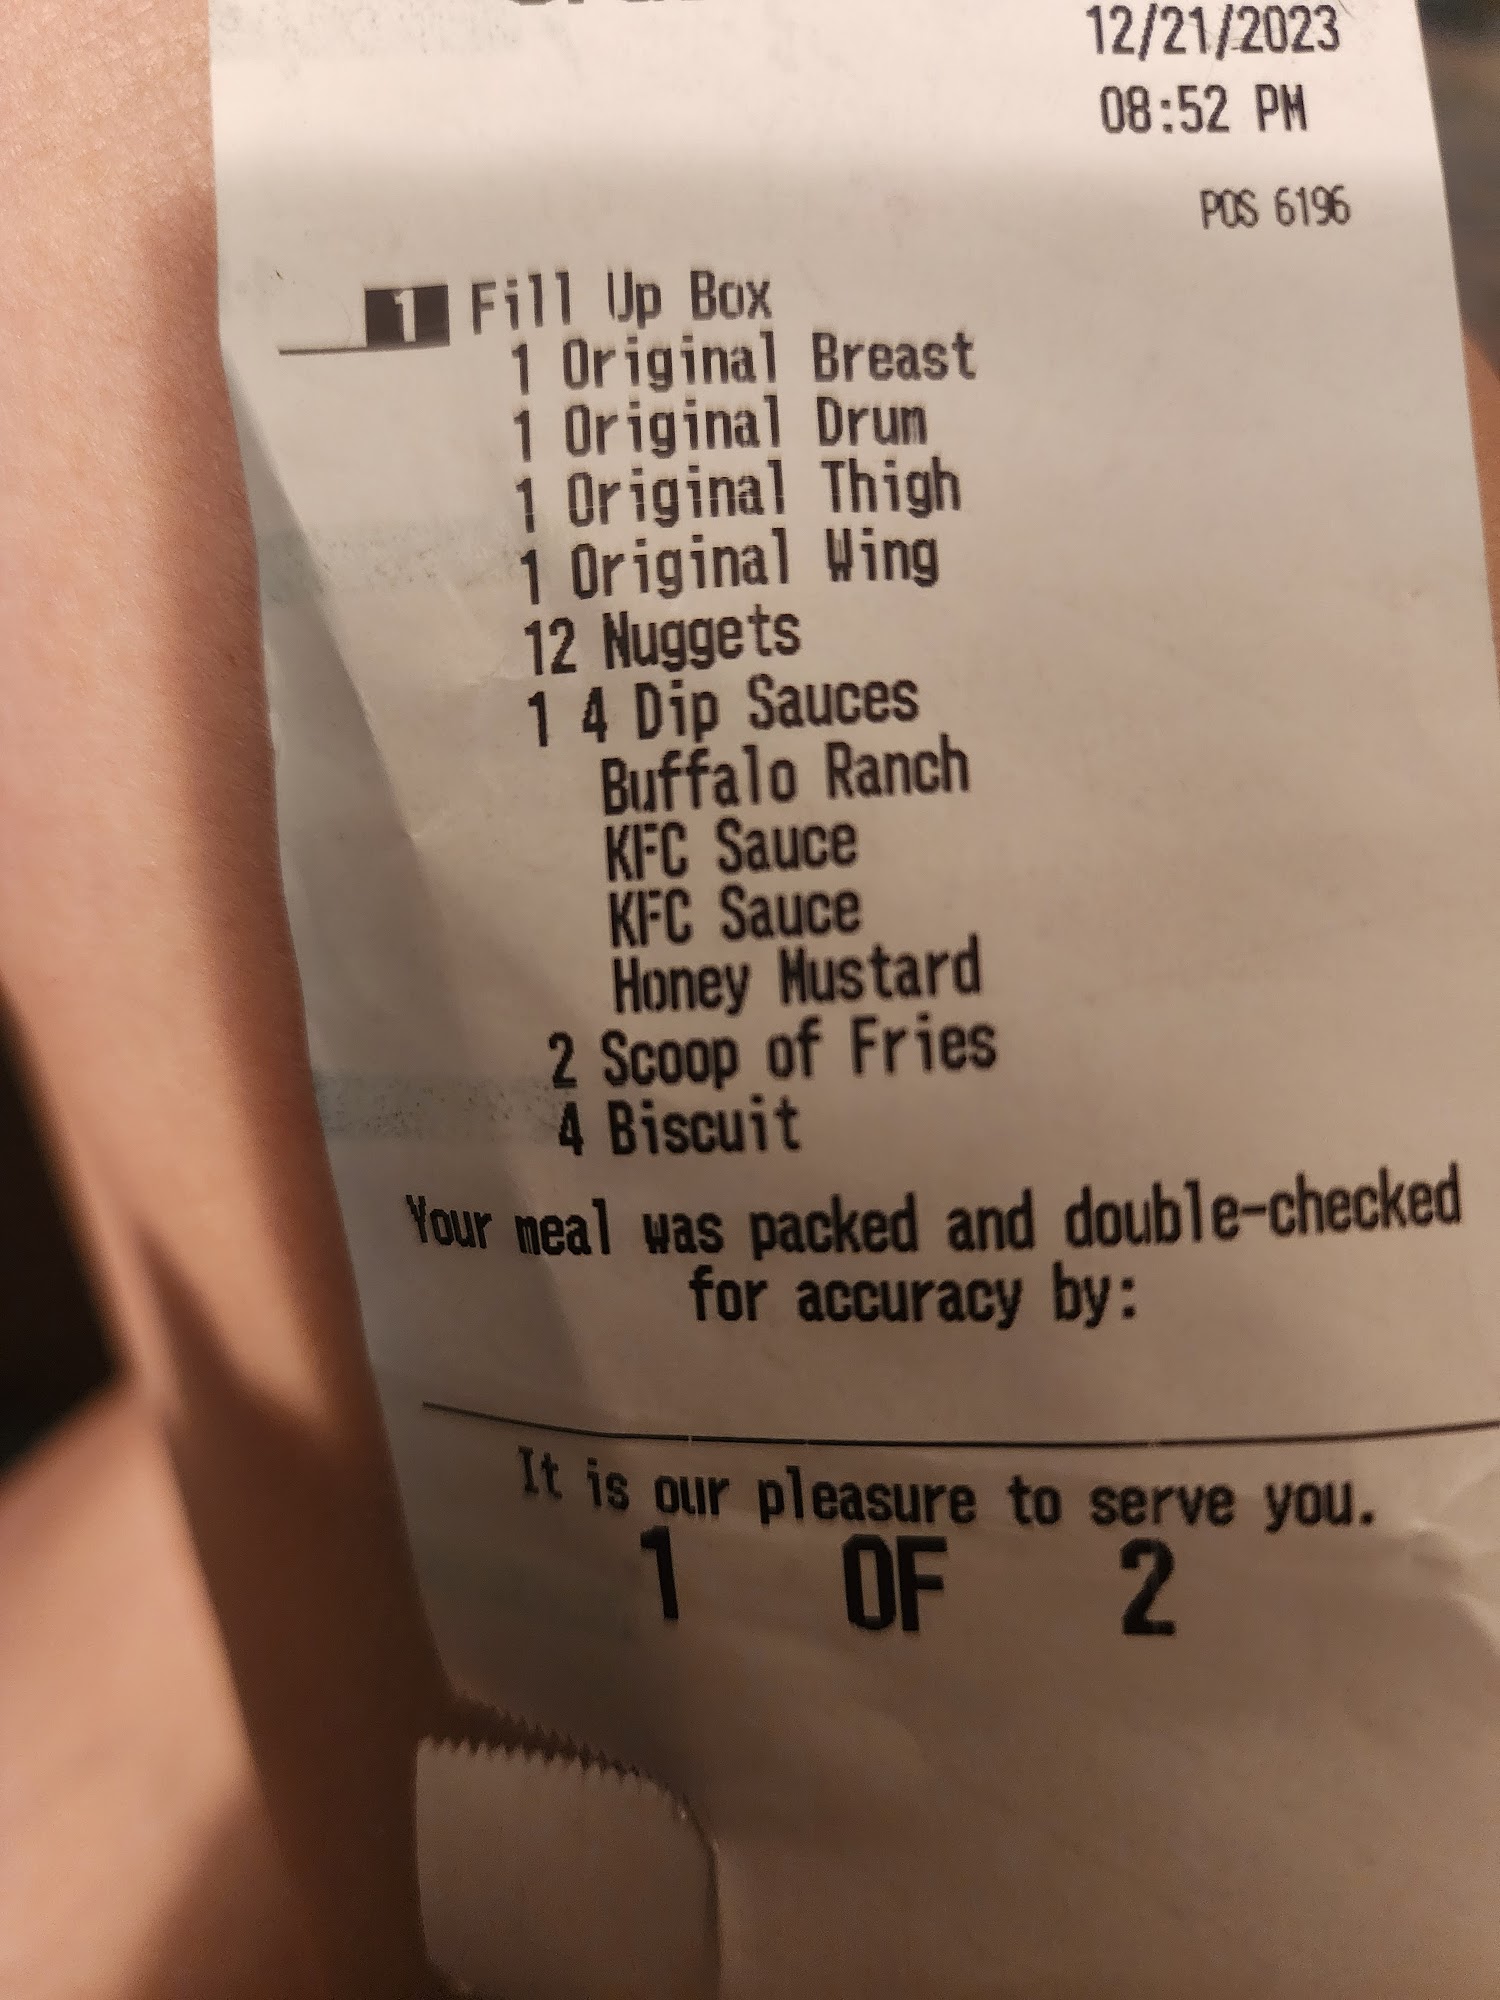 12/21/2023
08:52 PM
POS 6196
1 Fill Up Box
1 Original Breast
1 Original Drum
1 Original Thigh
1 Original Wing
12 Nuggets
1 4 Dip Sauces
Buffalo Ranch
KFC Sauce
KFC Sauce
Honey Mustard
2 Scoop of Fries
4 Biscuit
Your meal was packed and double-checked
for accuracy by:
It is our pleasure to serve you.
1 OF 2